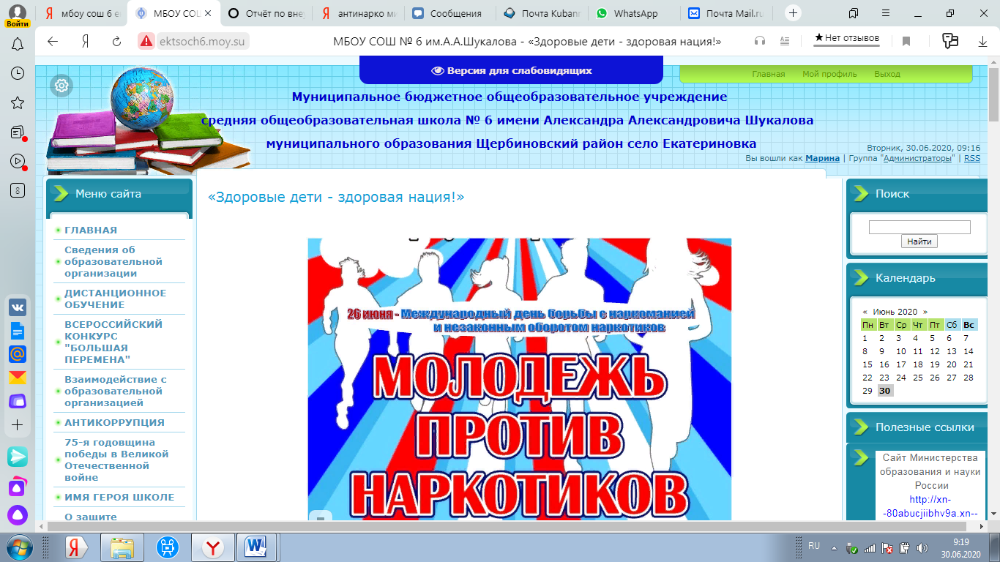 Войти
мбоу сош 6 е
МБОУ СОШ
Отчёт по вне
антинарко м
Сообщения
Почта Kuban
WhatsApp
Почта Mail.ru
ektsoch6.moy.su
МБОУ СОШ № 6 им.А.А.Шукалова - «Здоровые дети - здоровая нация!»
★Нет отзывов
Версия для слабовидящих
Главная Мой профиль Выход
Муниципальное бюджетное общеобразовательное учреждение
средняя общеобразовательная школа № 6 имени Александра Александровича Шукалова
муниципального образования Щербиновский район село Екатериновка
Вторник, 30.06.2020, 09:16
Вы вошли как Марина | Группа "Администраторы" | RSS
Меню сайта
ГЛАВНАЯ
Сведения об
образовательной
организации
ДИСТАНЦИОННОЕ
ОБУЧЕНИЕ
ВСЕРОССИЙСКИЙ
КОНКУРС
"БОЛЬШАЯ
ПЕРЕМЕНА"
Взаимодействие с
образовательной
организацией
АНТИКОРРУПЦИЯ
75-я годовщина
победы в Великой
Отечественной
войне
ИМЯ ГЕРОЯ ШКОЛЕ
О защите
«Здоровые дети - здоровая нация!»
26 июня - Международный день борьбы с наркоманией
и незаконным оборотом наркотиков
МОЛОДЕЖЬ
ПРОТИВ
НАРКОТИКОВ
Поиск
Найти
Календарь
« Июнь 2020 »
Пн Вт Ср Чт Пт Сб Вс
1 2 3 4 5 6 7
8 9 10 11 12 13 14
15 16 17 18 19 20 21
22 23 24 25 26 27 28
29 30
Полезные ссылки
Сайт Министерства
образования и науки
России
http://xn-
-80abucjiibhv9a.xn--
8
RU
9:19
30.06.2020